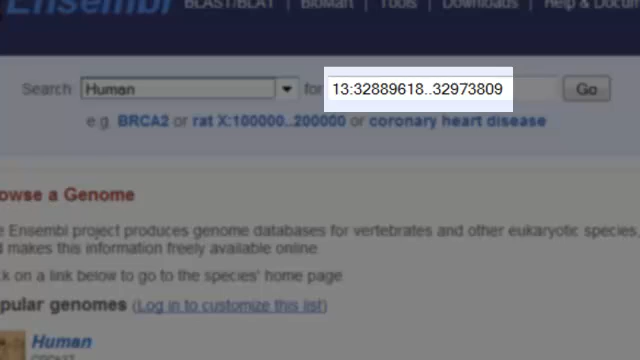 Ensembl BLAST/BLAT | BioMart | Tools | Downloads | Help & Docum
Search Human for 13:32889618..32973809 Go
e.g. BRCA2 or rat X:100000..200000 or coronary heart disease
owse a Genome
e Ensembl project produces genome databases for vertebrates and other eukaryotic species,
d makes this information freely available online
k on a link below to go to the species' home page
pular genomes (Log in to customize this list)
Human
GRCh37